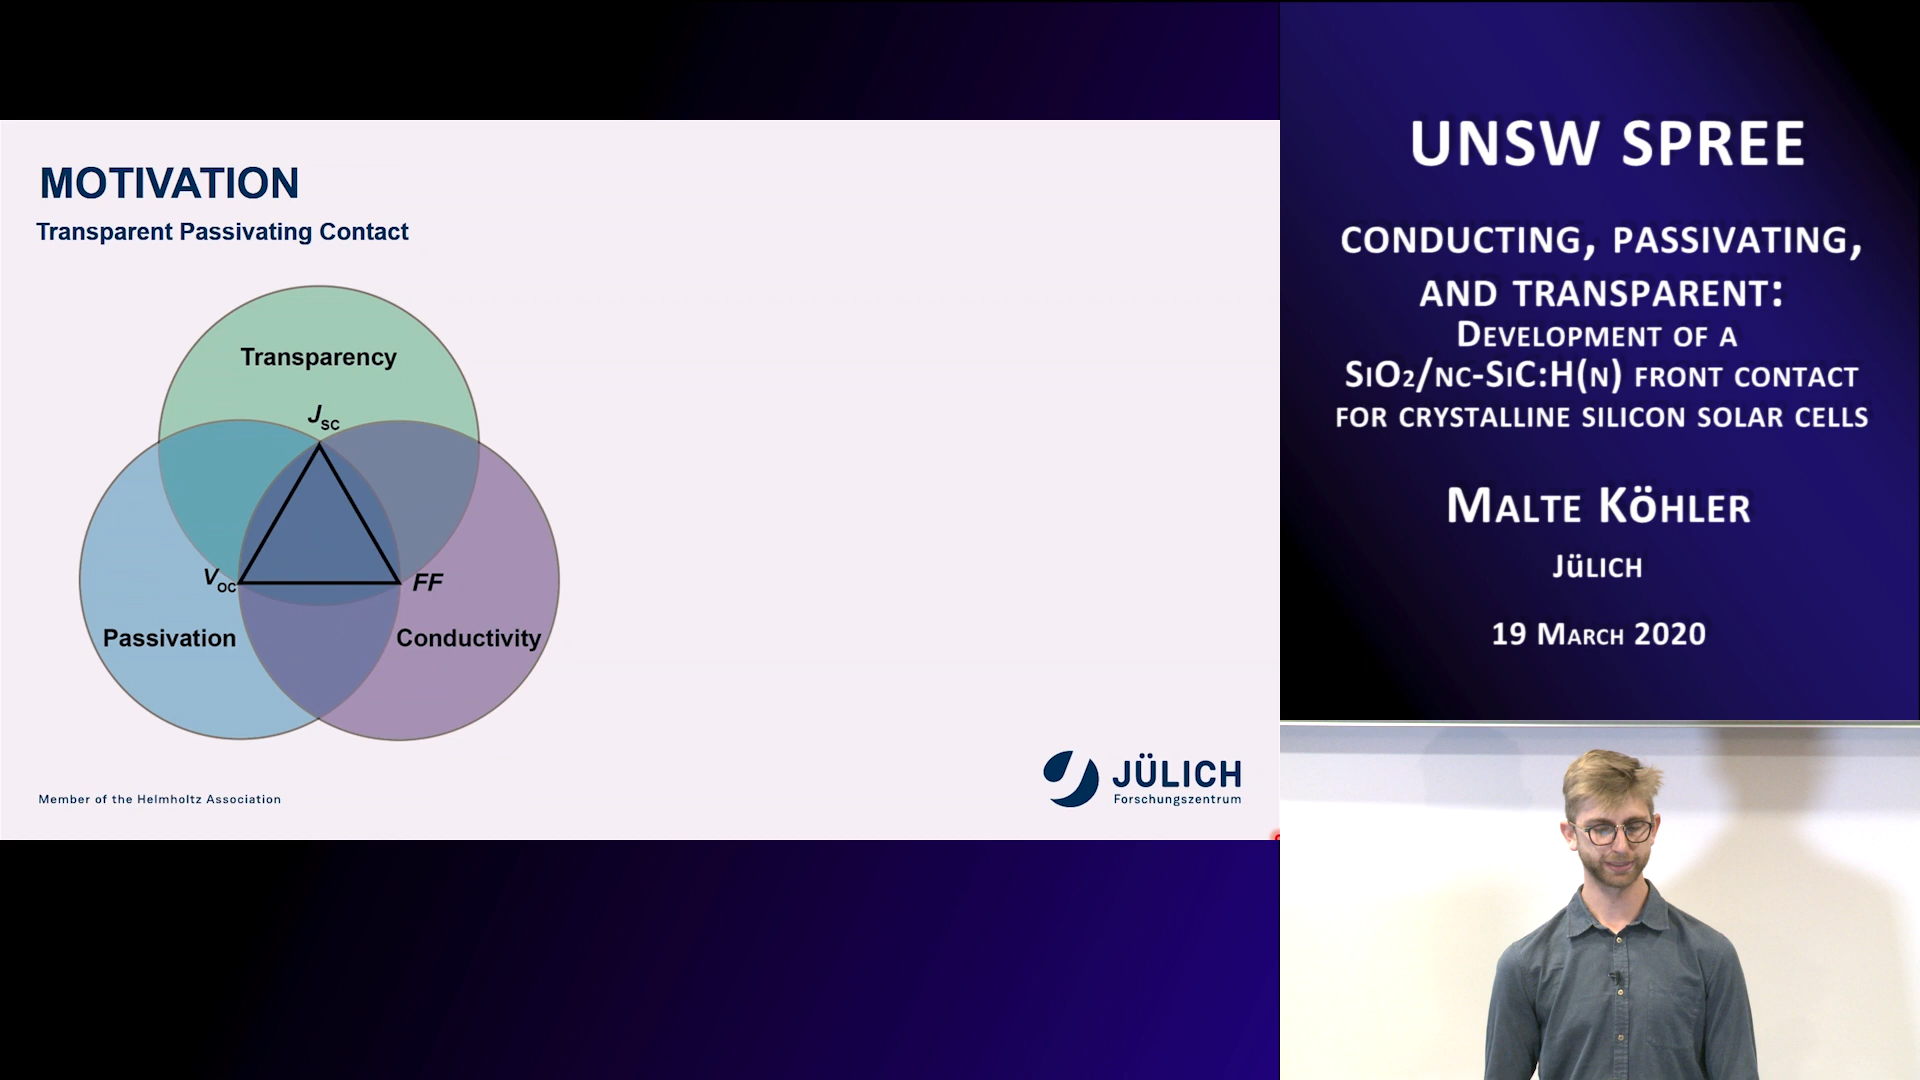 MOTIVATION
Transparent Passivating Contact
Transparency
JSC
VOC
FF
Passivation
Conductivity
Member of the Helmholtz Association
JÜLICH
Forschungszentrum
UNSW SPREE
CONDUCTING, PASSIVATING,
AND TRANSPARENT:
DEVELOPMENT OF A
SIO2/NC-SIC:H(N) FRONT CONTACT
FOR CRYSTALLINE SILICON SOLAR CELLS
MALTE KÖHLER
JÜLICH
19 MARCH 2020